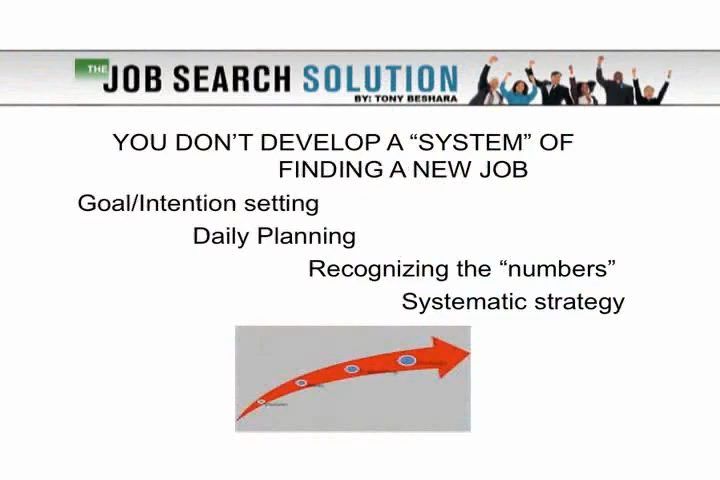 THE
JOB SEARCH SOLUTION
BY: TONY BESHARA
YOU DON’T DEVELOP A “SYSTEM” OF
FINDING A NEW JOB
Goal/Intention setting
Daily Planning
Recognizing the “numbers”
Systematic strategy